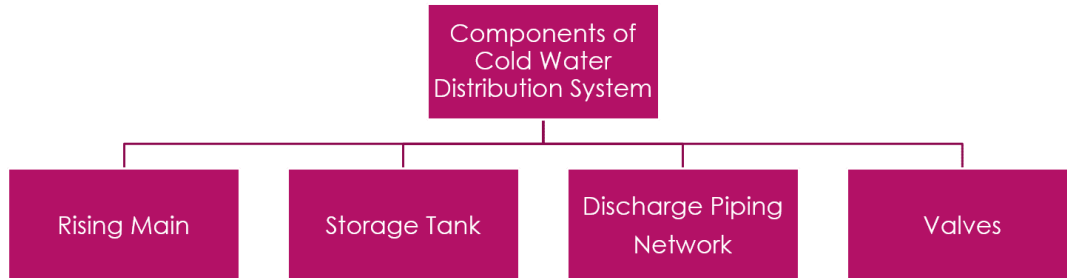 Components of
Cold Water
Distribution System
Rising Main
Storage Tank
Discharge Piping
Network
Valves